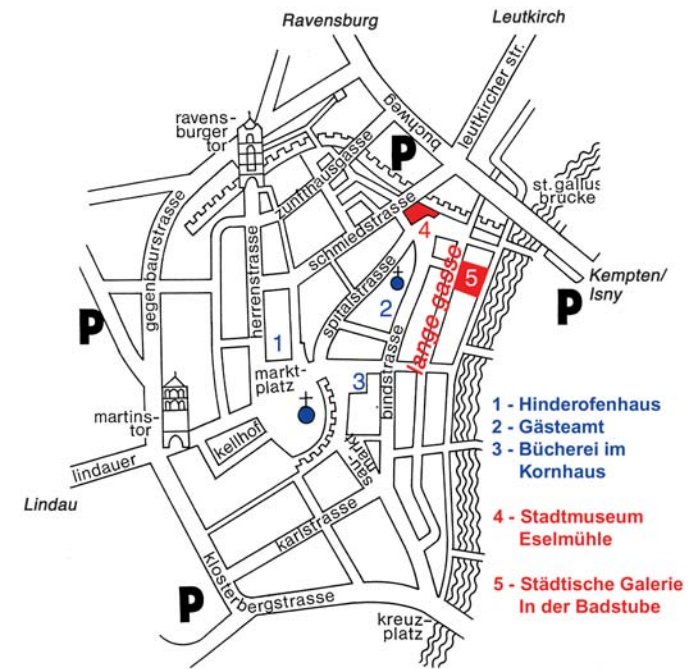 Ravensburg
Leutkirch
ravens-
burger
tor
buchweg
leutkircher str.
P
zunfthausgasse
st.gallus
brücke
schmiedstrasse
4
gegenbaurstrasse
herrenstrasse
spitalstrasse
lange gasse
5
Kempten/
Isny
P
P
2
1
bindstrasse
markt-
platz
3
martins-
tor
kellhof
sau-
markt
lindauer
Lindau
karlstrasse
P
klosterbergstrasse
kreuz-
platz
1 - Hinderofenhaus
2 - Gästeamt
3 - Bücherei im
Kornhaus
4 - Stadtmuseum
Eselmühle
5 - Städtische Galerie
In der Badstube